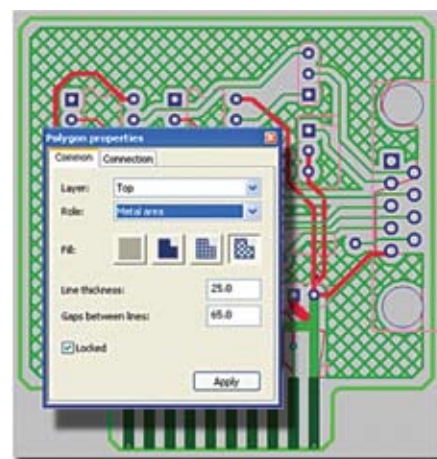 Polygon properties
Common Connection
Layer: Top
Role: Metal area
Fill:
Line thickness: 25.0
Gaps between lines: 65.0
Locked
Apply